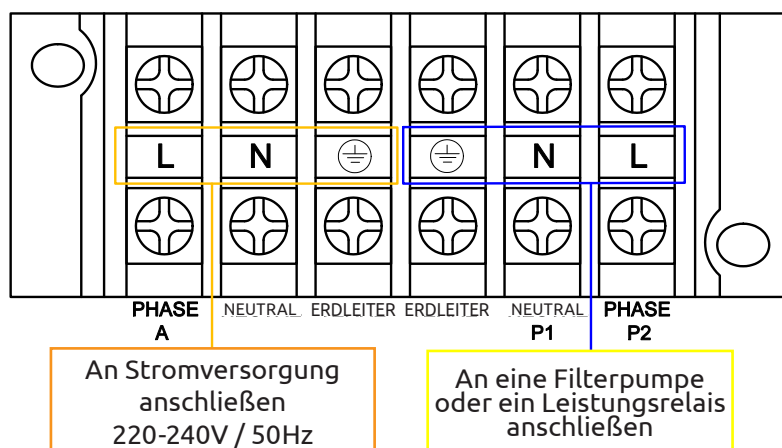 L N N L
PHASE NEUTRAL ERDLEITER ERDLEITER NEUTRAL PHASE
A P1 P2
An Stromversorgung
anschließen
220-240V / 50Hz
An eine Filterpumpe
oder ein Leistungsrelais
anschließen